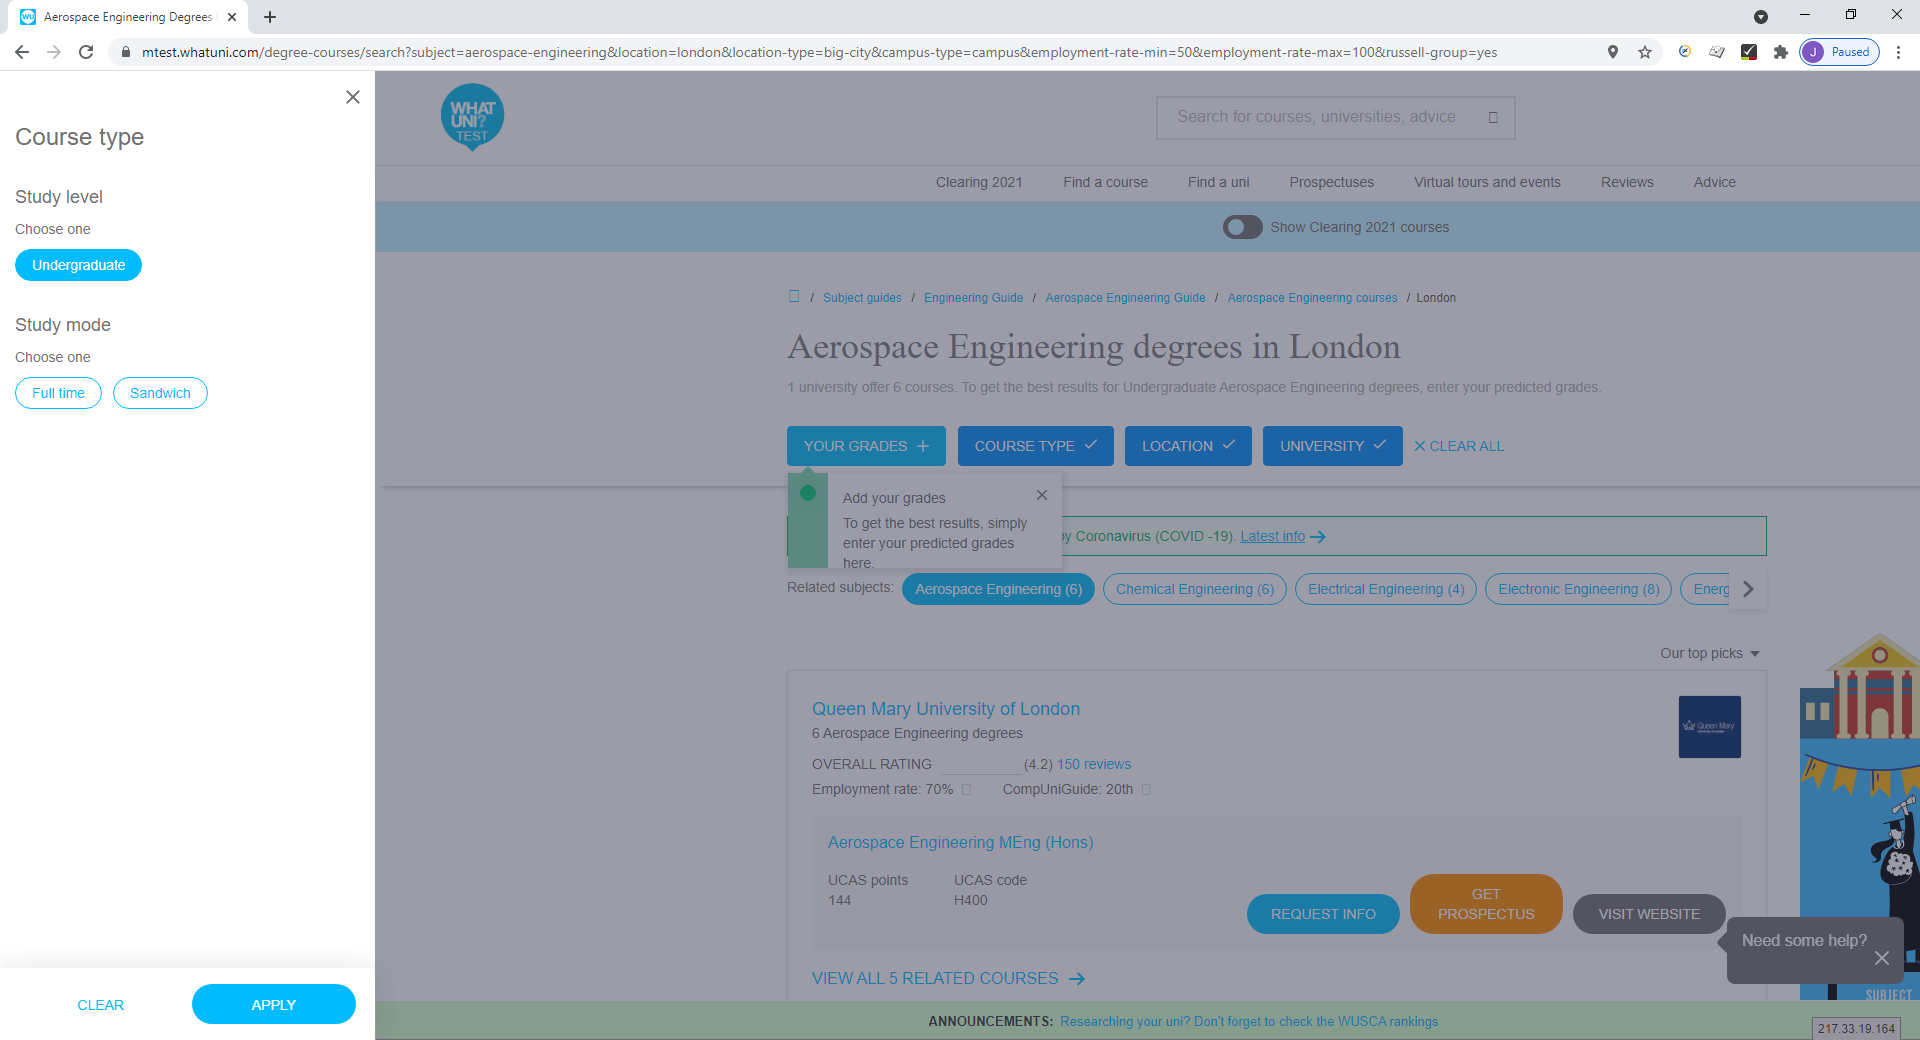 Aerospace Engineering Degrees
mtest.whatuni.com/degree-courses/search?subject=aerospace-engineering&location=london&location-type=big-city&campus-type=campus&employment-rate-min=50&employment-rate-max=100&russell-group=yes
J Paused
Course type
Study level
Choose one
Undergraduate
Study mode
Choose one
Full time Sandwich
CLEAR APPLY
WHAT
UNI?
TEST
Search for courses, universities, advice
Clearing 2021 Find a course Find a uni Prospectuses Virtual tours and events Reviews Advice
Show Clearing 2021 courses
/ Subject guides / Engineering Guide / Aerospace Engineering Guide / Aerospace Engineering courses / London
Aerospace Engineering degrees in London
1 university offer 6 courses. To get the best results for Undergraduate Aerospace Engineering degrees, enter your predicted grades.
YOUR GRADES COURSE TYPE LOCATION UNIVERSITY CLEAR ALL
Add your grades
To get the best results, simply
enter your predicted grades
here.
by Coronavirus (COVID -19). Latest info
Related subjects: Aerospace Engineering (6) Chemical Engineering (6) Electrical Engineering (4) Electronic Engineering (8) Energ
Our top picks
Queen Mary University of London
6 Aerospace Engineering degrees
OVERALL RATING (4.2) 150 reviews
Employment rate: 70% CompUniGuide: 20th
Queen Mary
Aerospace Engineering MEng (Hons)
UCAS points UCAS code
144 H400
REQUEST INFO GET PROSPECTUS VISIT WEBSITE
Need some help?
VIEW ALL 5 RELATED COURSES
SUBJECT
ANNOUNCEMENTS: Researching your uni? Don't forget to check the WUSCA rankings
217.33.19.164